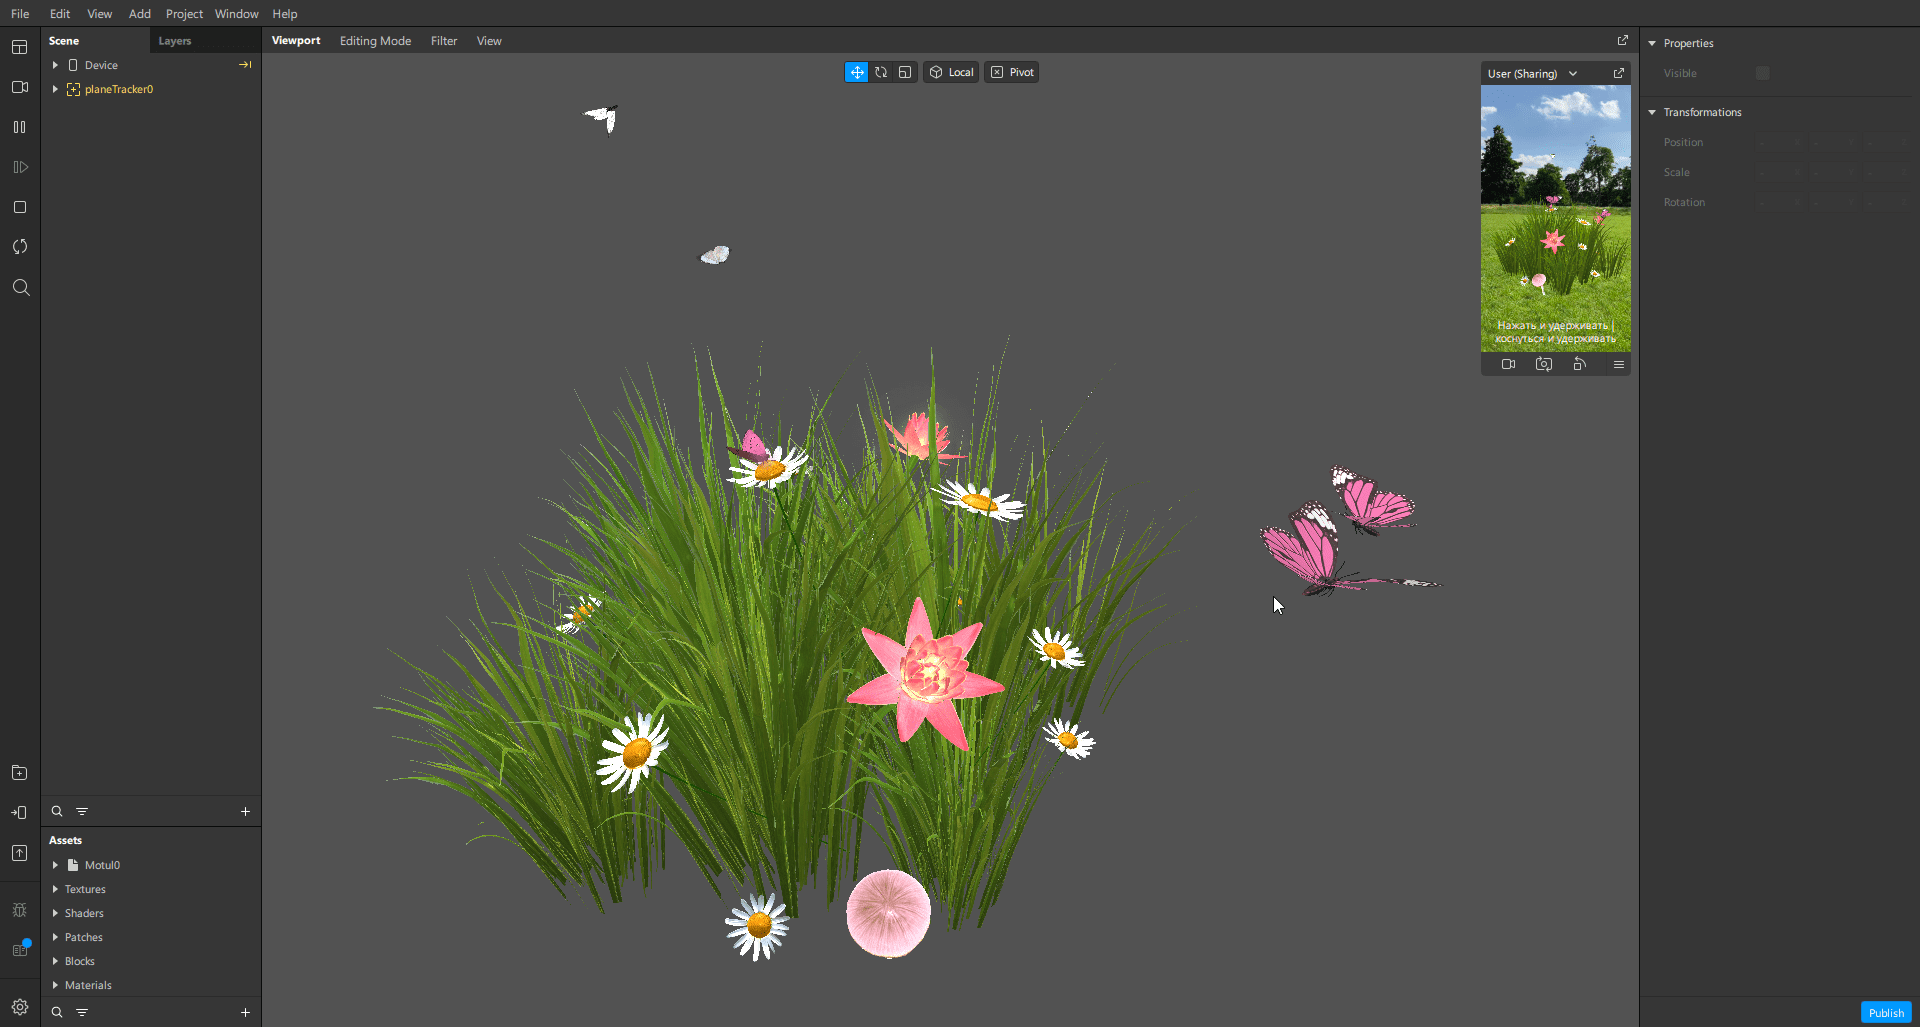 File Edit View Add Project Window Help
Scene Layers
Device
planeTracker0
Assets
Motul0
Textures
Shaders
Patches
Blocks
Materials
Viewport Editing Mode Filter View
Local Pivot
User (Sharing)
Нажать и удерживать |
коснуться и удерживать
Properties
Visible
Transformations
Position
Scale
Rotation
Publish